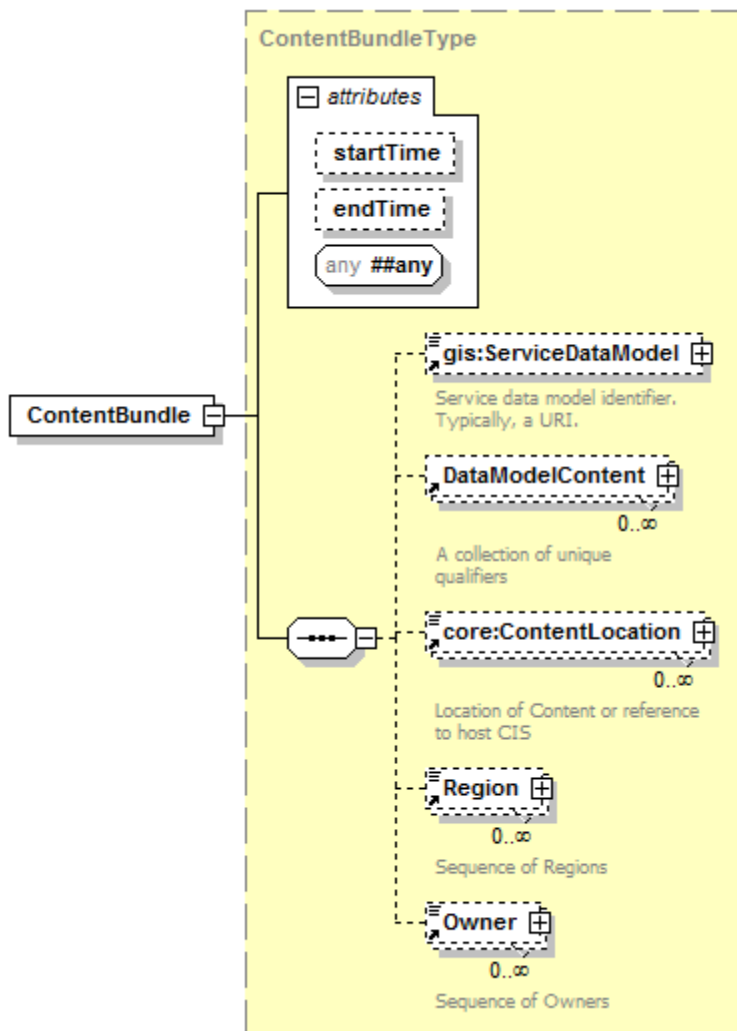 ContentBundleType
attributes
startTime
endTime
any ##any
gis:ServiceDataModel
Service data model identifier.
Typically, a URI.
ContentBundle
DataModelContent
0..∞
A collection of unique
qualifiers
core:ContentLocation
0..∞
Location of Content or reference
to host CIS
Region
0..∞
Sequence of Regions
Owner
0..∞
Sequence of Owners